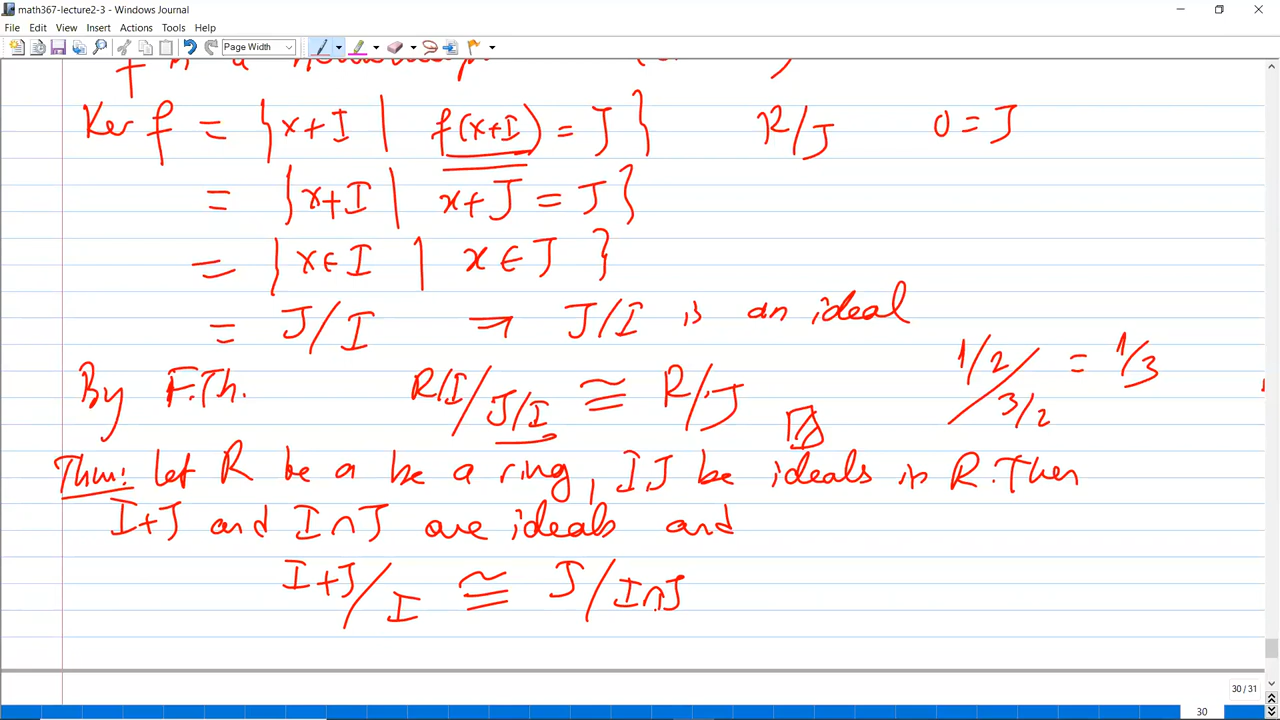 math367-lecture2-3 - Windows Journal
File Edit View Insert Actions Tools Help
Page Width
Ker f = {x+I | f(x+I) = J} R/J 0 = J
= {x+I | x+J = J}
= {x∈I | x∈J}
= J/I → J/I is an ideal
By F.Th. R/I/J/I ≅ R/J 1/2/3/2 = 1/3
Thm: let R be a be a ring, I J be ideals in R. Then
I+J and I∩J are ideals and
I+J/I ≅ J/I∩J
30 / 31
30